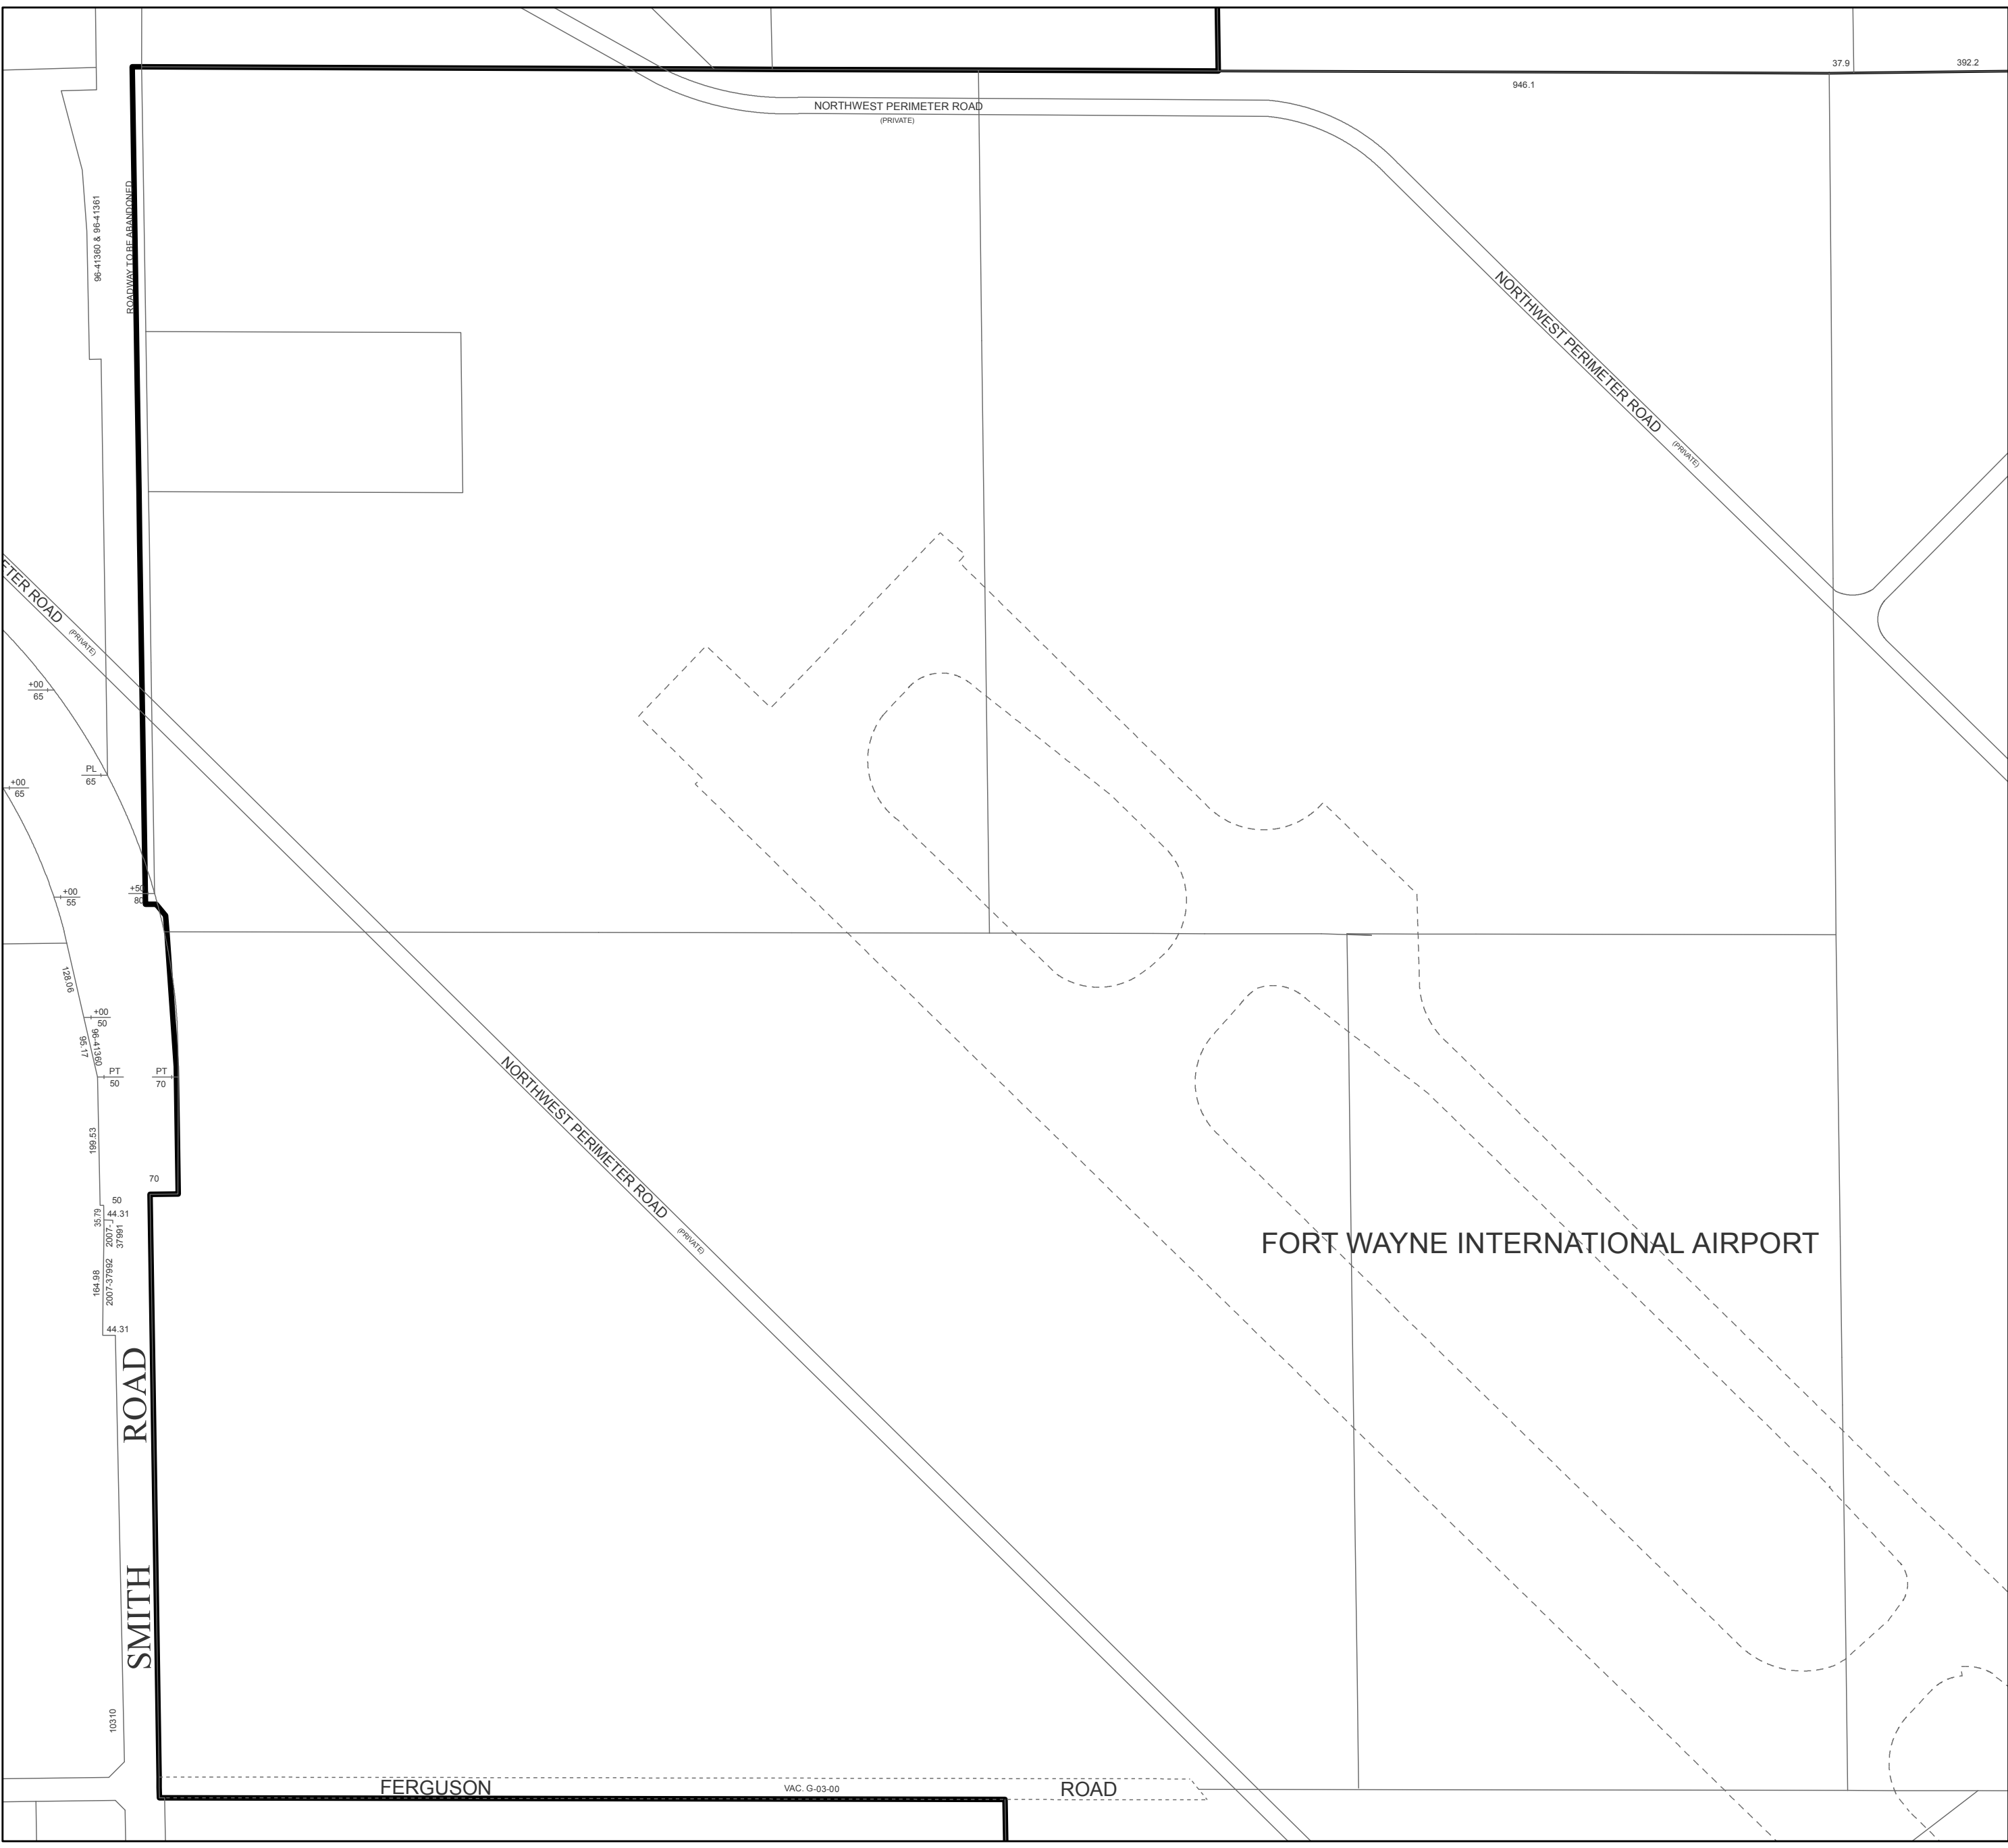 37.9
392.2
946.1
NORTHWEST PERIMETER ROAD
(PRIVATE)
96-41360 & 96-41361
ROADWAY TO BE ABANDONED
NORTHWEST PERIMETER ROAD
(PRIVATE)
ETER ROAD
(PRIVATE)
+00
65
PL
65
+00
65
+00
55
+50
80
128.06
+00
50
95.17
96-41360
PT
50
PT
70
NORTHWEST PERIMETER ROAD
(PRIVATE)
199.53
70
50
44.31
35.79
2007-
37991
164.98
2007-37992
44.31
FORT WAYNE INTERNATIONAL AIRPORT
SMITH ROAD
10310
FERGUSON
VAC. G-03-00
ROAD